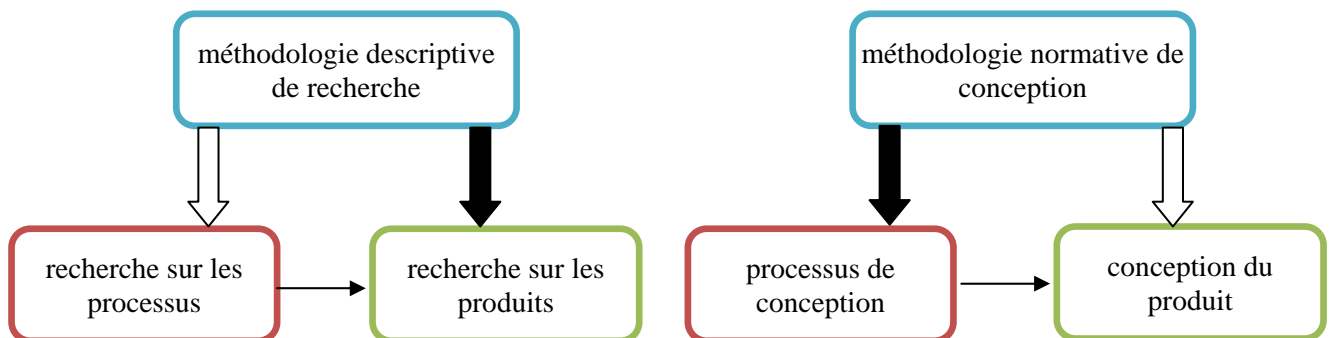 méthodologie descriptive
de recherche
méthodologie normative de
conception
recherche sur les
processus
recherche sur les
produits
processus de
conception
conception du
produit